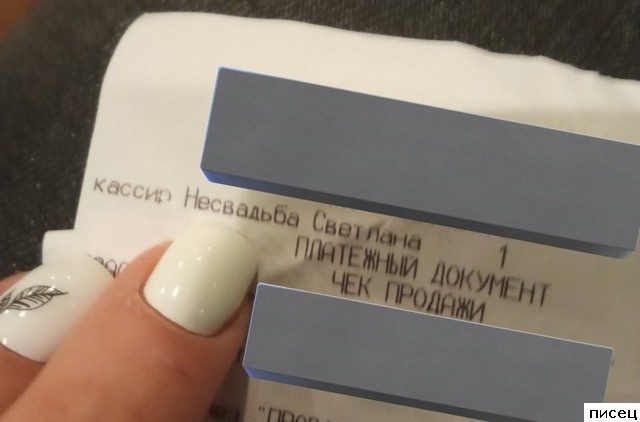 кассир Несвадьба Светлана 1
ПЛАТЕЖНЫЙ ДОКУМЕНТ
ЧЕК ПРОДАЖИ
писец